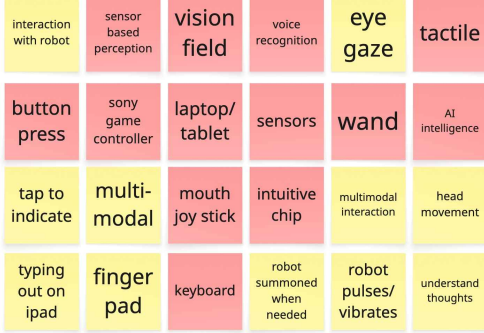 interaction
with robot
sensor
based
perception
vision
field
voice
recognition
eye
gaze
tactile
button
press
sony
game
controller
laptop/
tablet
sensors
wand
AI
intelligence
tap to
indicate
multi-
modal
mouth
joy stick
intuitive
chip
multimodal
interaction
head
movement
typing
out on
ipad
finger
pad
keyboard
robot
summoned
when
needed
robot
pulses/
vibrates
understand
thoughts